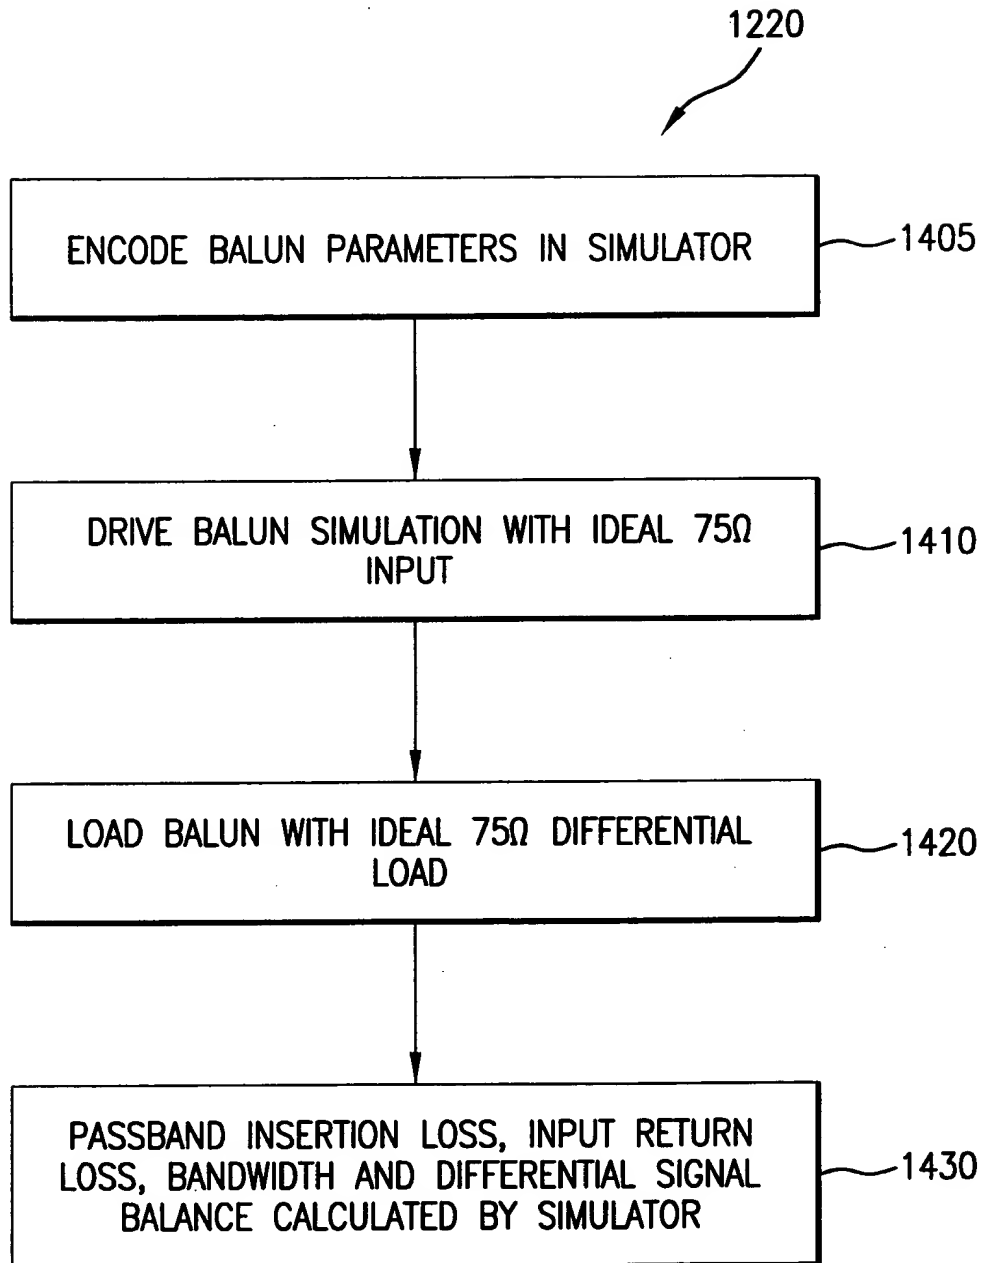 1220
ENCODE BALUN PARAMETERS IN SIMULATOR
1405
DRIVE BALUN SIMULATION WITH IDEAL 75Ω
INPUT
1410
LOAD BALUN WITH IDEAL 75Ω DIFFERENTIAL
LOAD
1420
PASSBAND INSERTION LOSS, INPUT RETURN
LOSS, BANDWIDTH AND DIFFERENTIAL SIGNAL
BALANCE CALCULATED BY SIMULATOR
1430